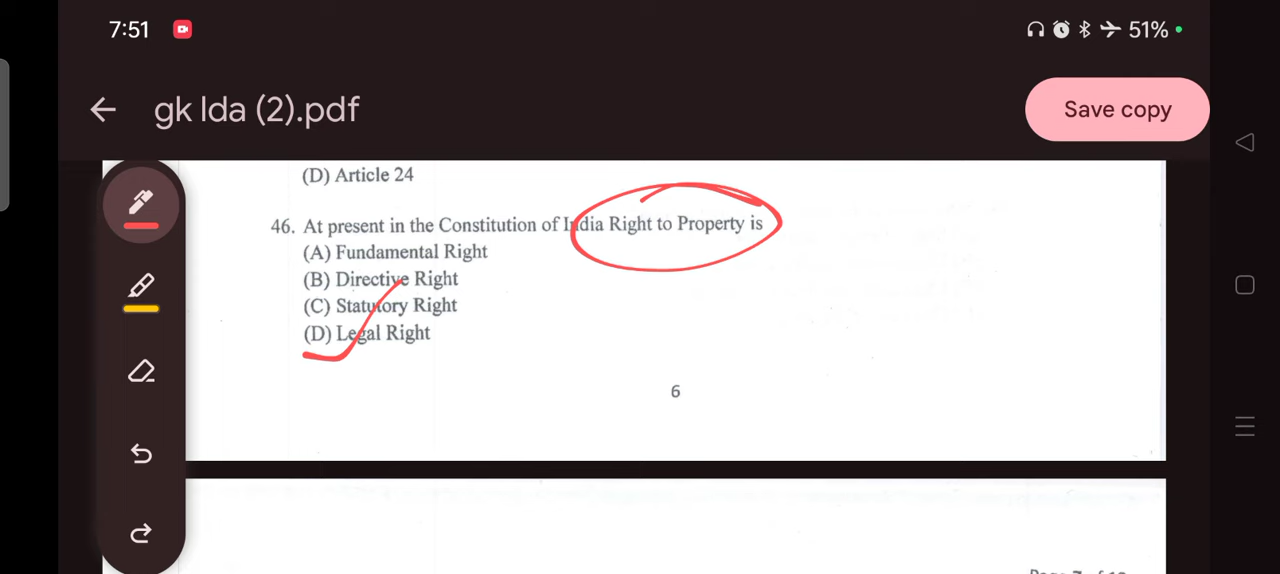 7:51
51%
gk lda (2).pdf
Save copy
(D) Article 24
46. At present in the Constitution of India Right to Property is
(A) Fundamental Right
(B) Directive Right
(C) Statutory Right
(D) Legal Right
6